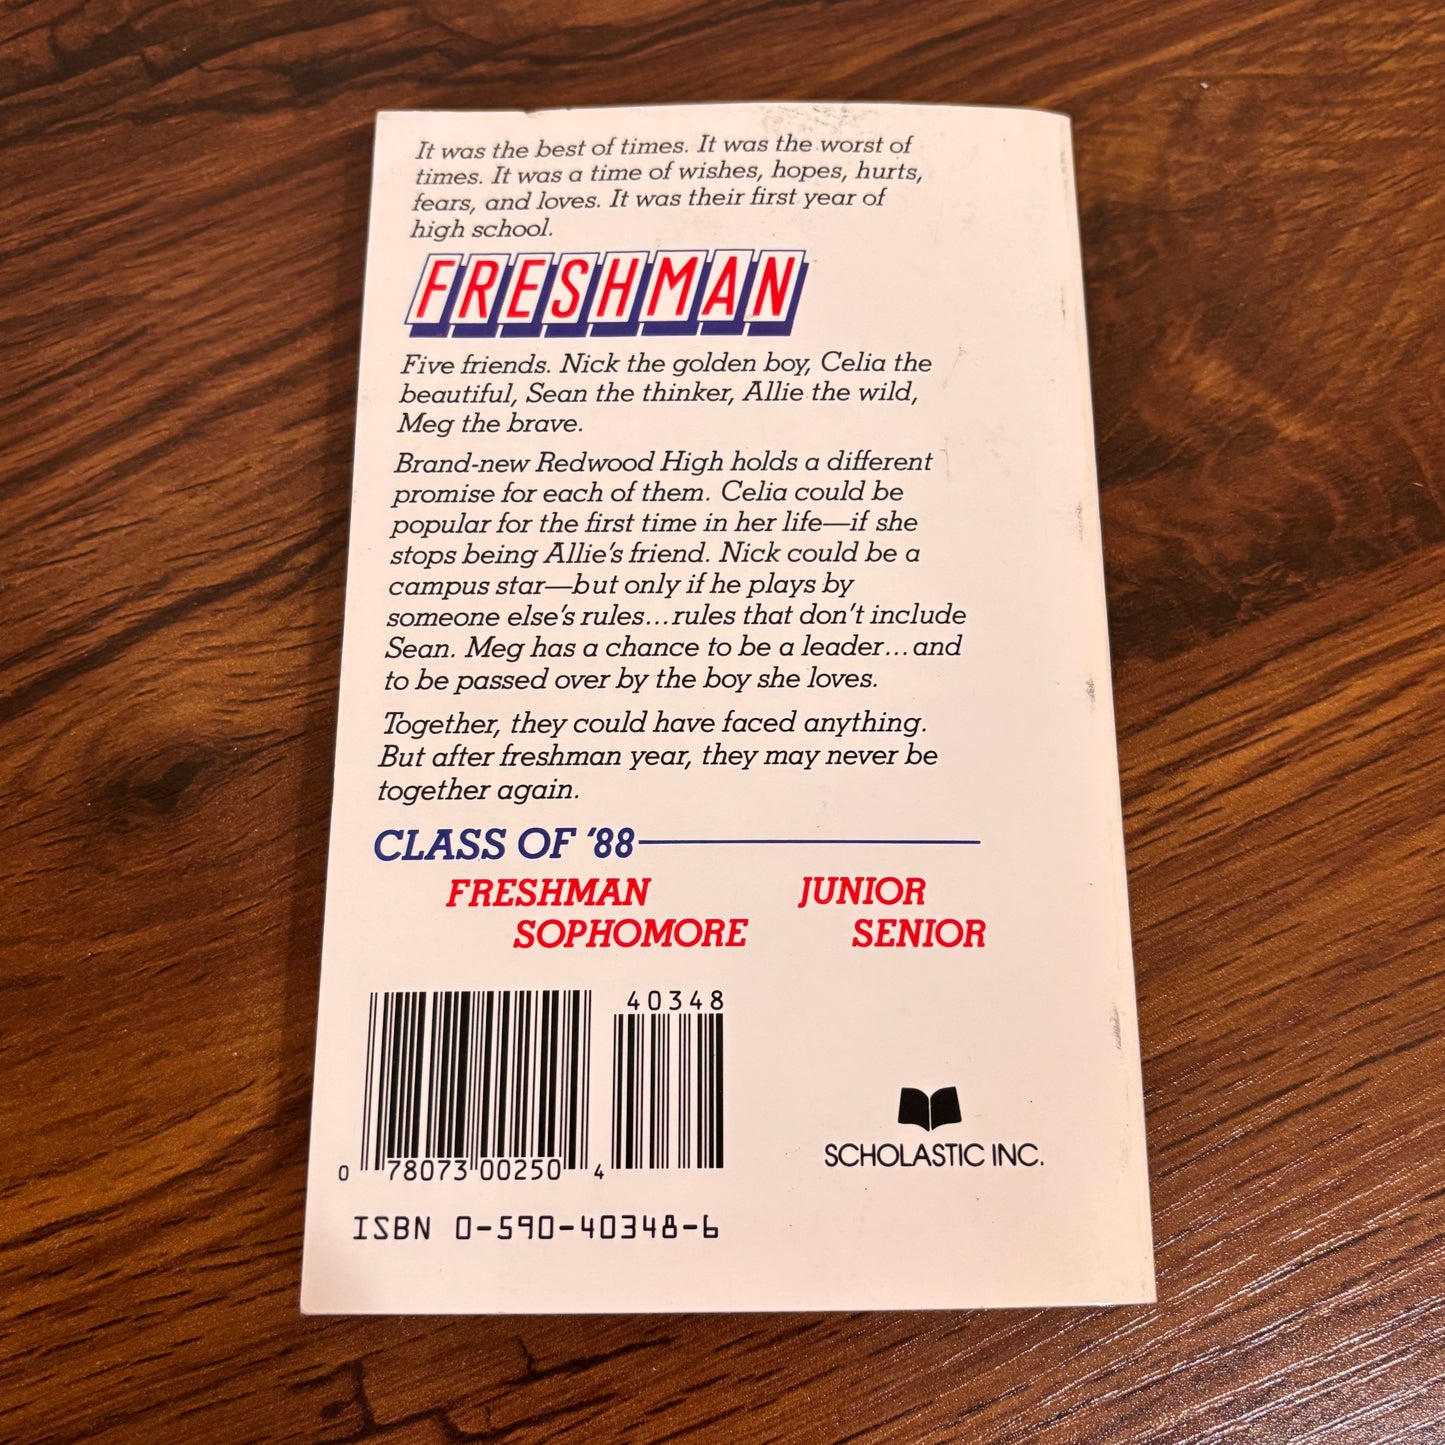 It was the best of times. It was the worst of
times. It was a time of wishes, hopes, hurts,
fears, and loves. It was their first year of
high school.
FRESHMAN
Five friends. Nick the golden boy, Celia the
beautiful, Sean the thinker, Allie the wild,
Meg the brave.
Brand-new Redwood High holds a different
promise for each of them. Celia could be
popular for the first time in her life—if she
stops being Allie's friend. Nick could be a
campus star—but only if he plays by
someone else's rules...rules that don't include
Sean. Meg has a chance to be a leader...and
to be passed over by the boy she loves.
Together, they could have faced anything.
But after freshman year, they may never be
together again.
CLASS OF '88
FRESHMAN JUNIOR
SOPHOMORE SENIOR
40348
0 78073 00250 4
SCHOLASTIC INC.
ISBN 0-590-40348-6